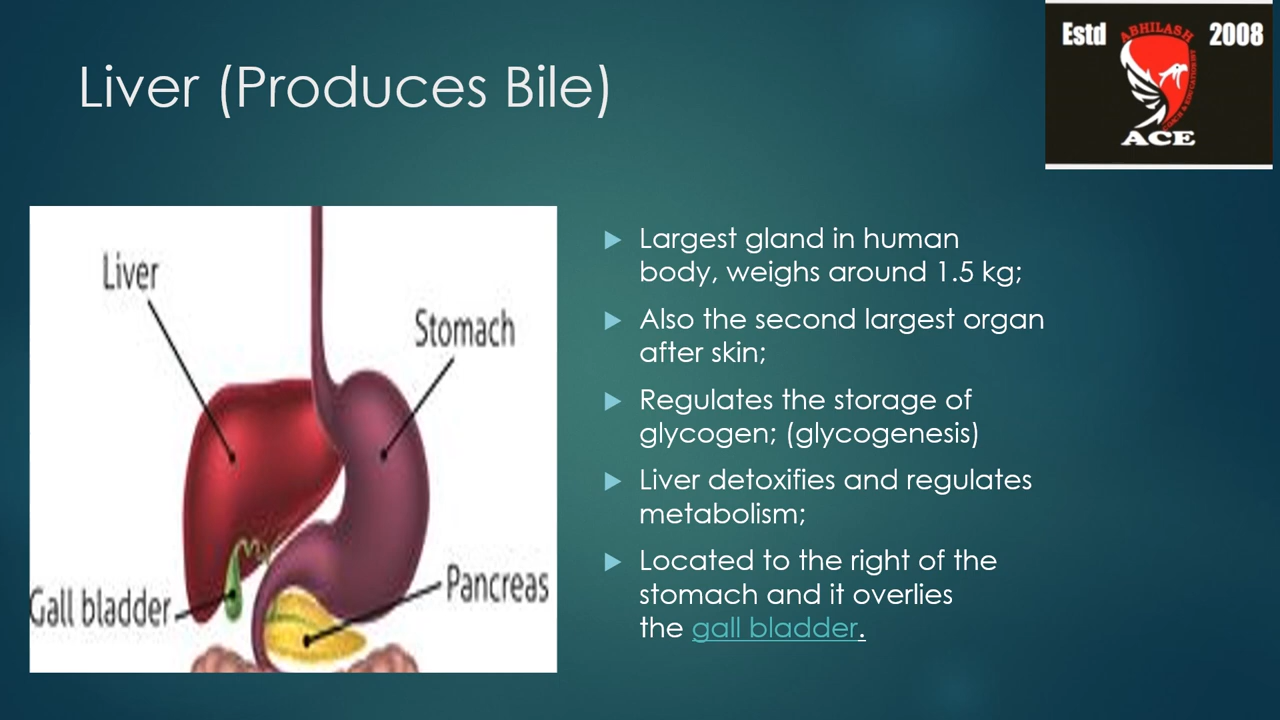 Estd 2008
ABHILASH
COACH & EDUCATIONIST
ACE
Liver (Produces Bile)
Liver
Stomach
Gall bladder
Pancreas
Largest gland in human
body, weighs around 1.5 kg;
Also the second largest organ
after skin;
Regulates the storage of
glycogen; (glycogenesis)
Liver detoxifies and regulates
metabolism;
Located to the right of the
stomach and it overlies
the gall bladder.